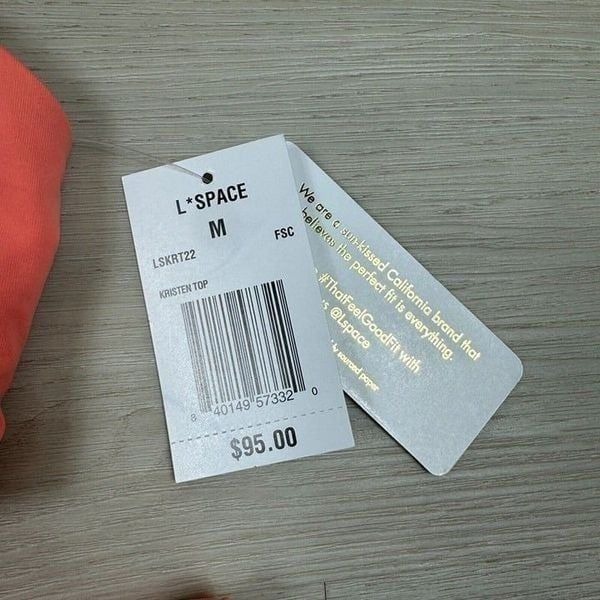 L*SPACE
M
LSKRT22 FSC
KRISTEN TOP
8 40149 57332 0
$95.00
We are a sun-kissed California brand that
believes the perfect fit is everything.
#ThatFeelGoodFit with
@Lspace
sourced paper